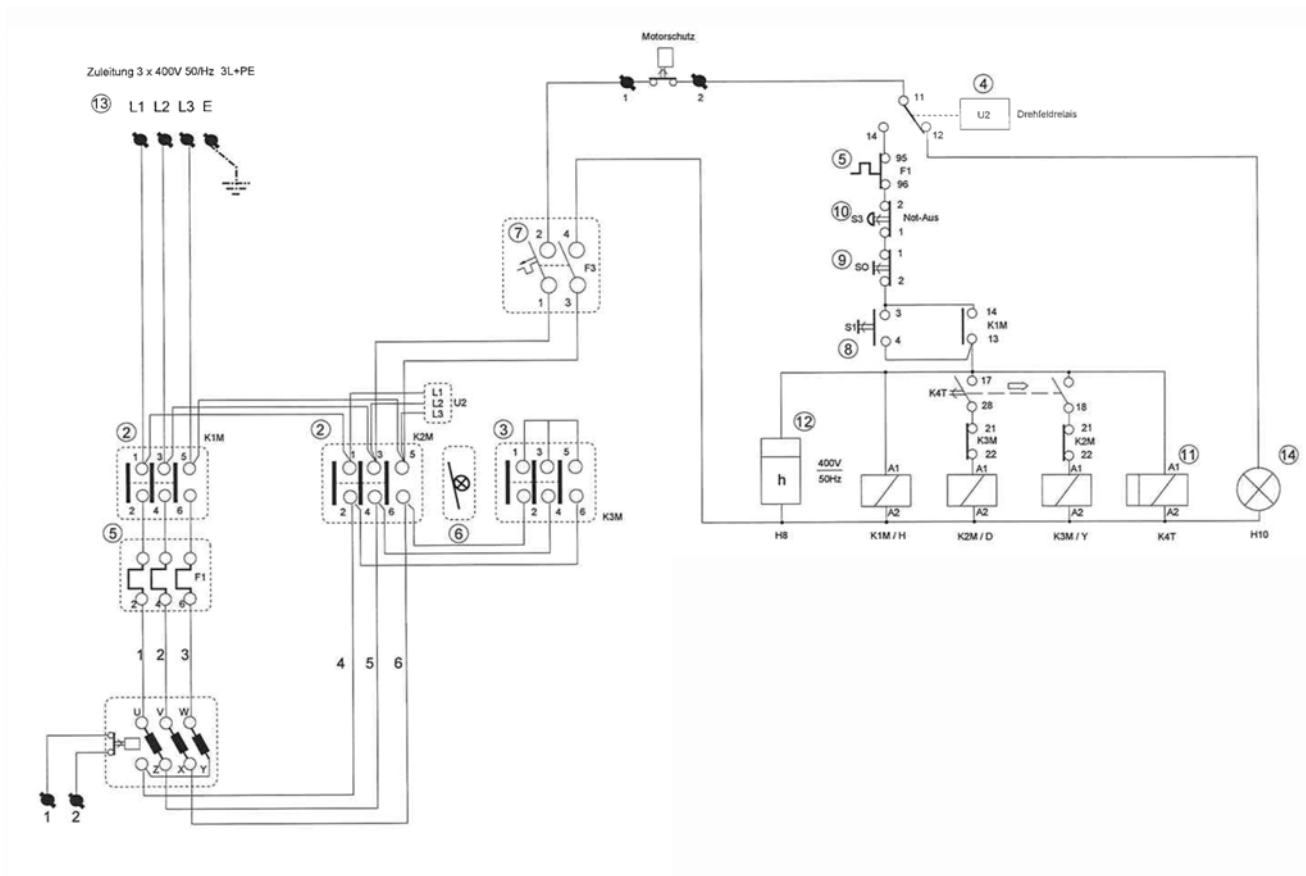 Motorschutz
Zuleitung 3 x 400V 50/Hz 3L+PE
13 L1 L2 L3 E
1 2
11
4
U2 Drehfeldrelais
12
14
5 95
F1
96
10 S3 2 Not-Aus
1
9 SO 1
2
7 2 4
F3
1 3
3 14
S1 K1M
4 13
8
L1
L2 U2
L3
K4T 17
28 18
21 21
K3M K2M
22 22
12
h
400V
50Hz
A1 A1 A1 11 A1
A2 A2 A2 A2
14
H8 K1M / H K2M / D K3M / Y K4T H10
2 K1M 2 K2M 3
1 3 5 1 3 5 1 3 5
2 4 6 2 4 6 2 4 6
6 K3M
5
F1
2 4 6
1 2 3 4 5 6
U V W
Z X Y
1 2